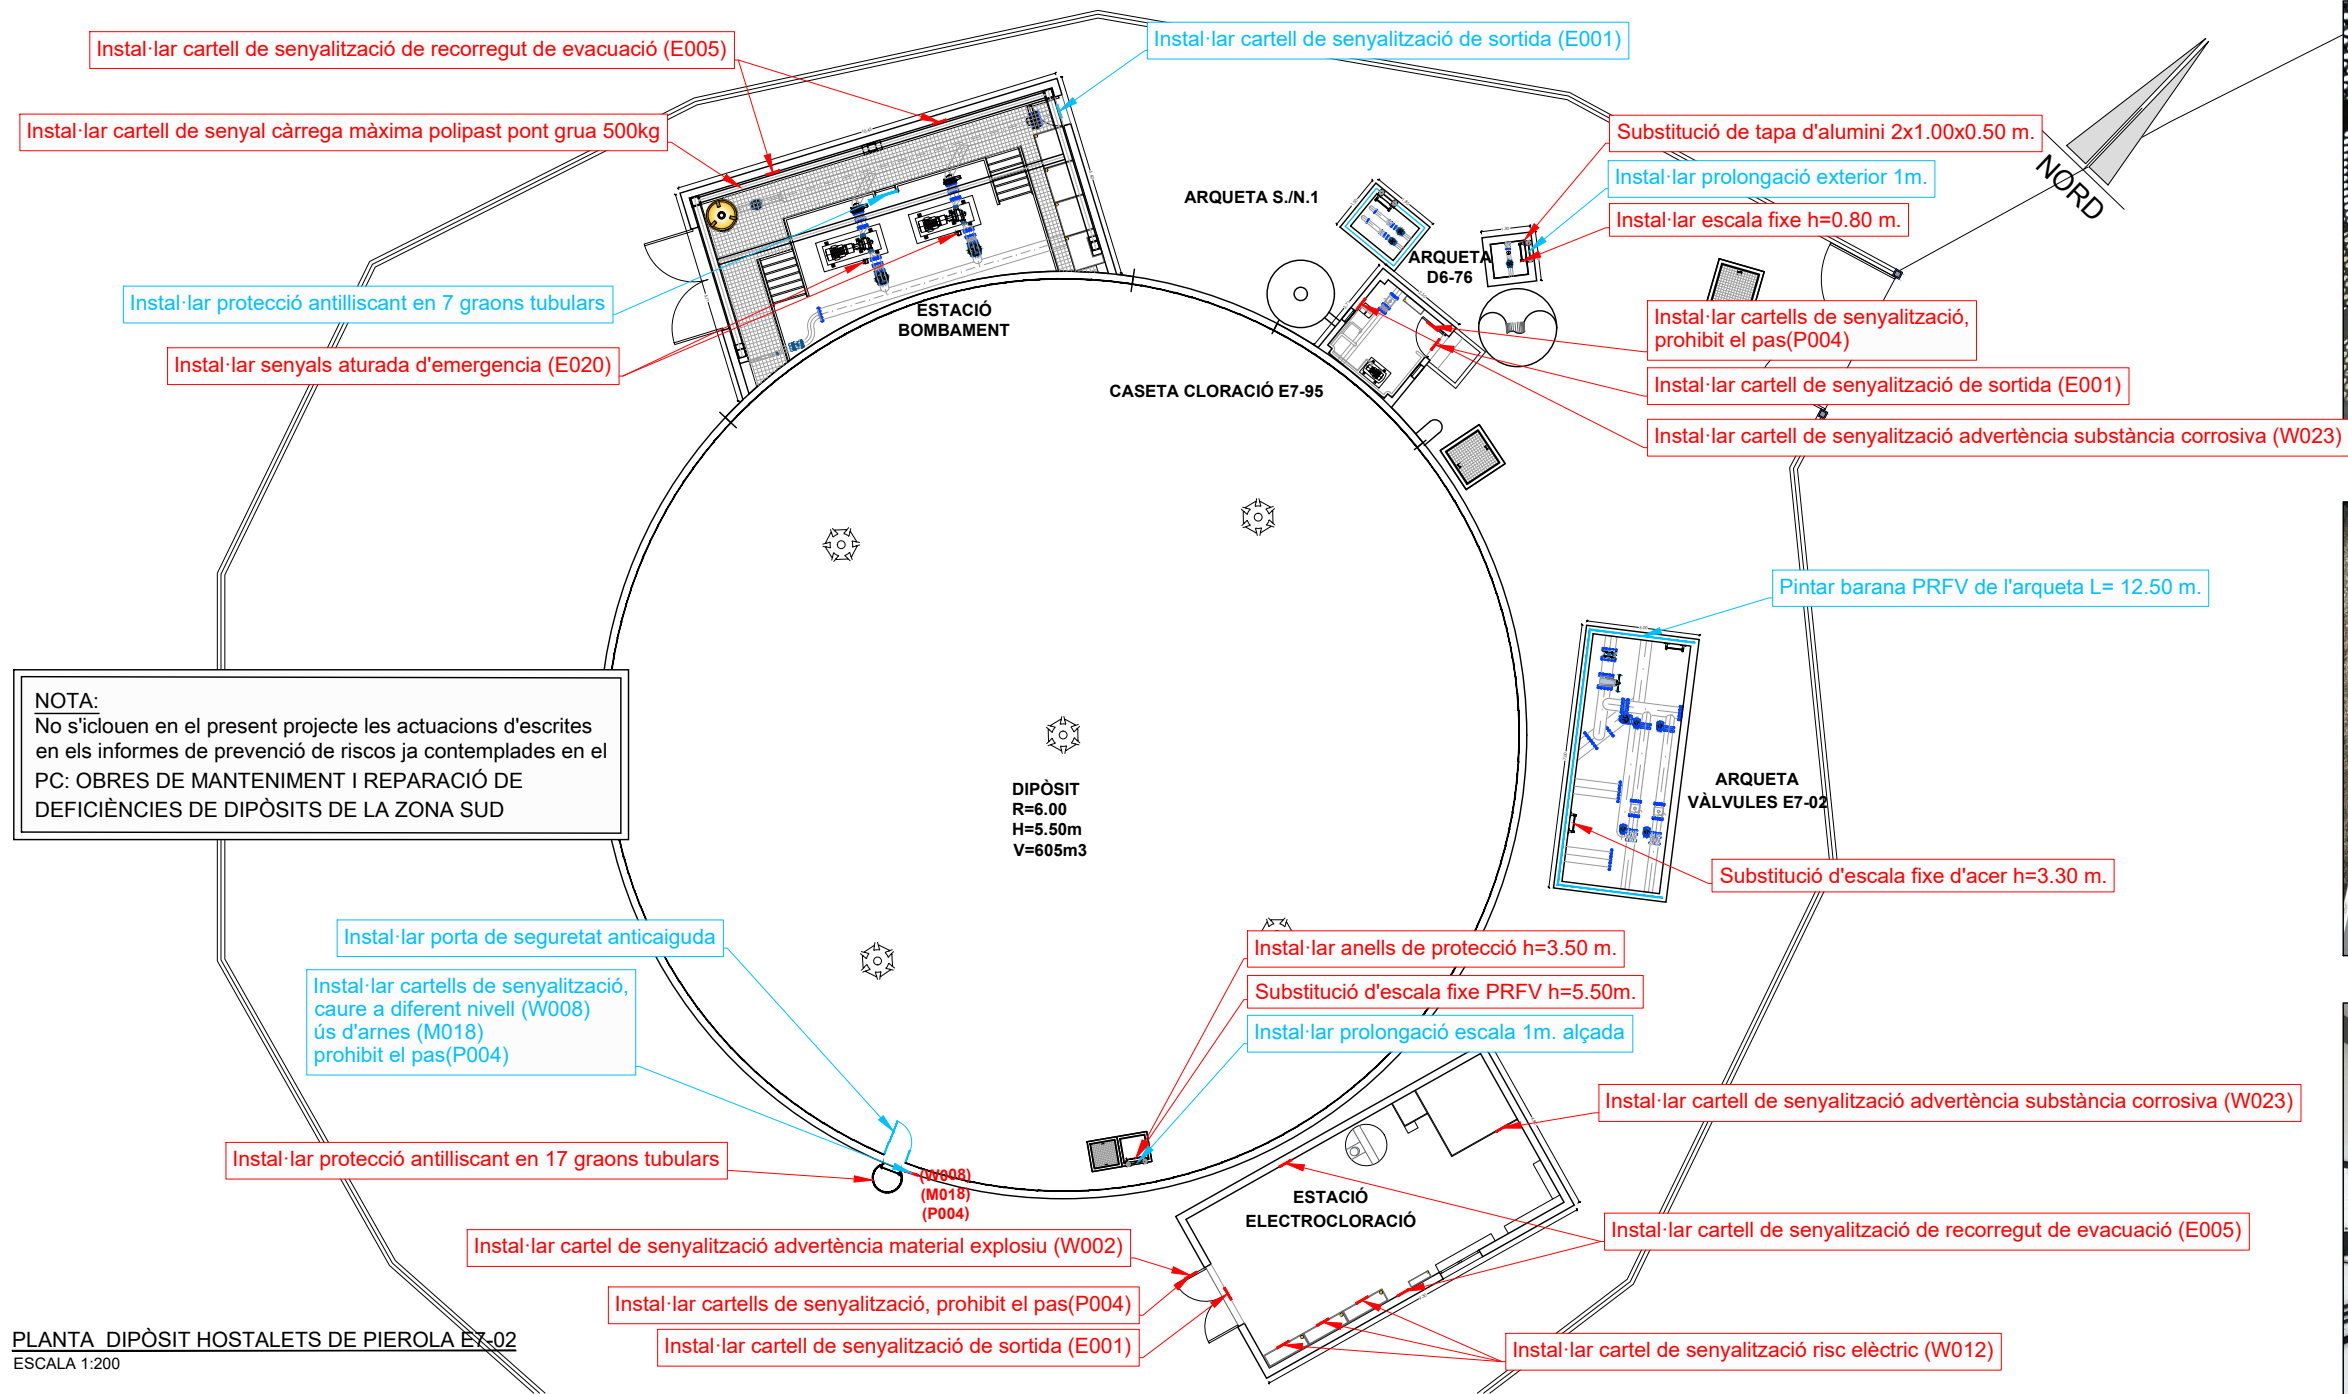 Instal·lar cartell de senyalització de recorregut de evacuació (E005)
Instal·lar cartell de senyalització de sortida (E001)
Instal·lar cartell de senyal càrrega màxima polipast pont grua 500kg
Substitució de tapa d'alumini 2x1.00x0.50 m.
Instal·lar prolongació exterior 1m.
Instal·lar escala fixe h=0.80 m.
NORD
ARQUETA S./N.1
ARQUETA
D6-76
Instal·lar protecció antilliscant en 7 graons tubulars
ESTACIÓ
BOMBAMENT
Instal·lar cartells de senyalització,
prohibit el pas(P004)
Instal·lar senyals aturada d'emergencia (E020)
CASETA CLORACIÓ E7-95
Instal·lar cartell de senyalització de sortida (E001)
Instal·lar cartell de senyalització advertència substància corrosiva (W023)
Pintar barana PRFV de l'arqueta L= 12.50 m.
NOTA:
No s'iclouen en el present projecte les actuacions d'escrites
en els informes de prevenció de riscos ja contemplades en el
PC: OBRES DE MANTENIMENT I REPARACIÓ DE
DEFICIÈNCIES DE DIPÒSITS DE LA ZONA SUD
DIPÒSIT
R=6.00
H=5.50m
V=605m3
ARQUETA
VÀLVULES E7-02
Substitució d'escala fixe d'acer h=3.30 m.
Instal·lar porta de seguretat anticaiguda
Instal·lar anells de protecció h=3.50 m.
Instal·lar cartells de senyalització,
caure a diferent nivell (W008)
ús d'arnes (M018)
prohibit el pas(P004)
Substitució d'escala fixe PRFV h=5.50m.
Instal·lar prolongació escala 1m. alçada
Instal·lar cartell de senyalització advertència substància corrosiva (W023)
Instal·lar protecció antilliscant en 17 graons tubulars
(W008)
(M018)
(P004)
ESTACIÓ
ELECTROCLORACIÓ
Instal·lar cartell de senyalització de recorregut de evacuació (E005)
Instal·lar cartel de senyalització advertència material explosiu (W002)
Instal·lar cartells de senyalització, prohibit el pas(P004)
Instal·lar cartell de senyalització de sortida (E001)
Instal·lar cartel de senyalització risc elèctric (W012)
PLANTA DIPÒSIT HOSTALETS DE PIEROLA E7-02
ESCALA 1:200